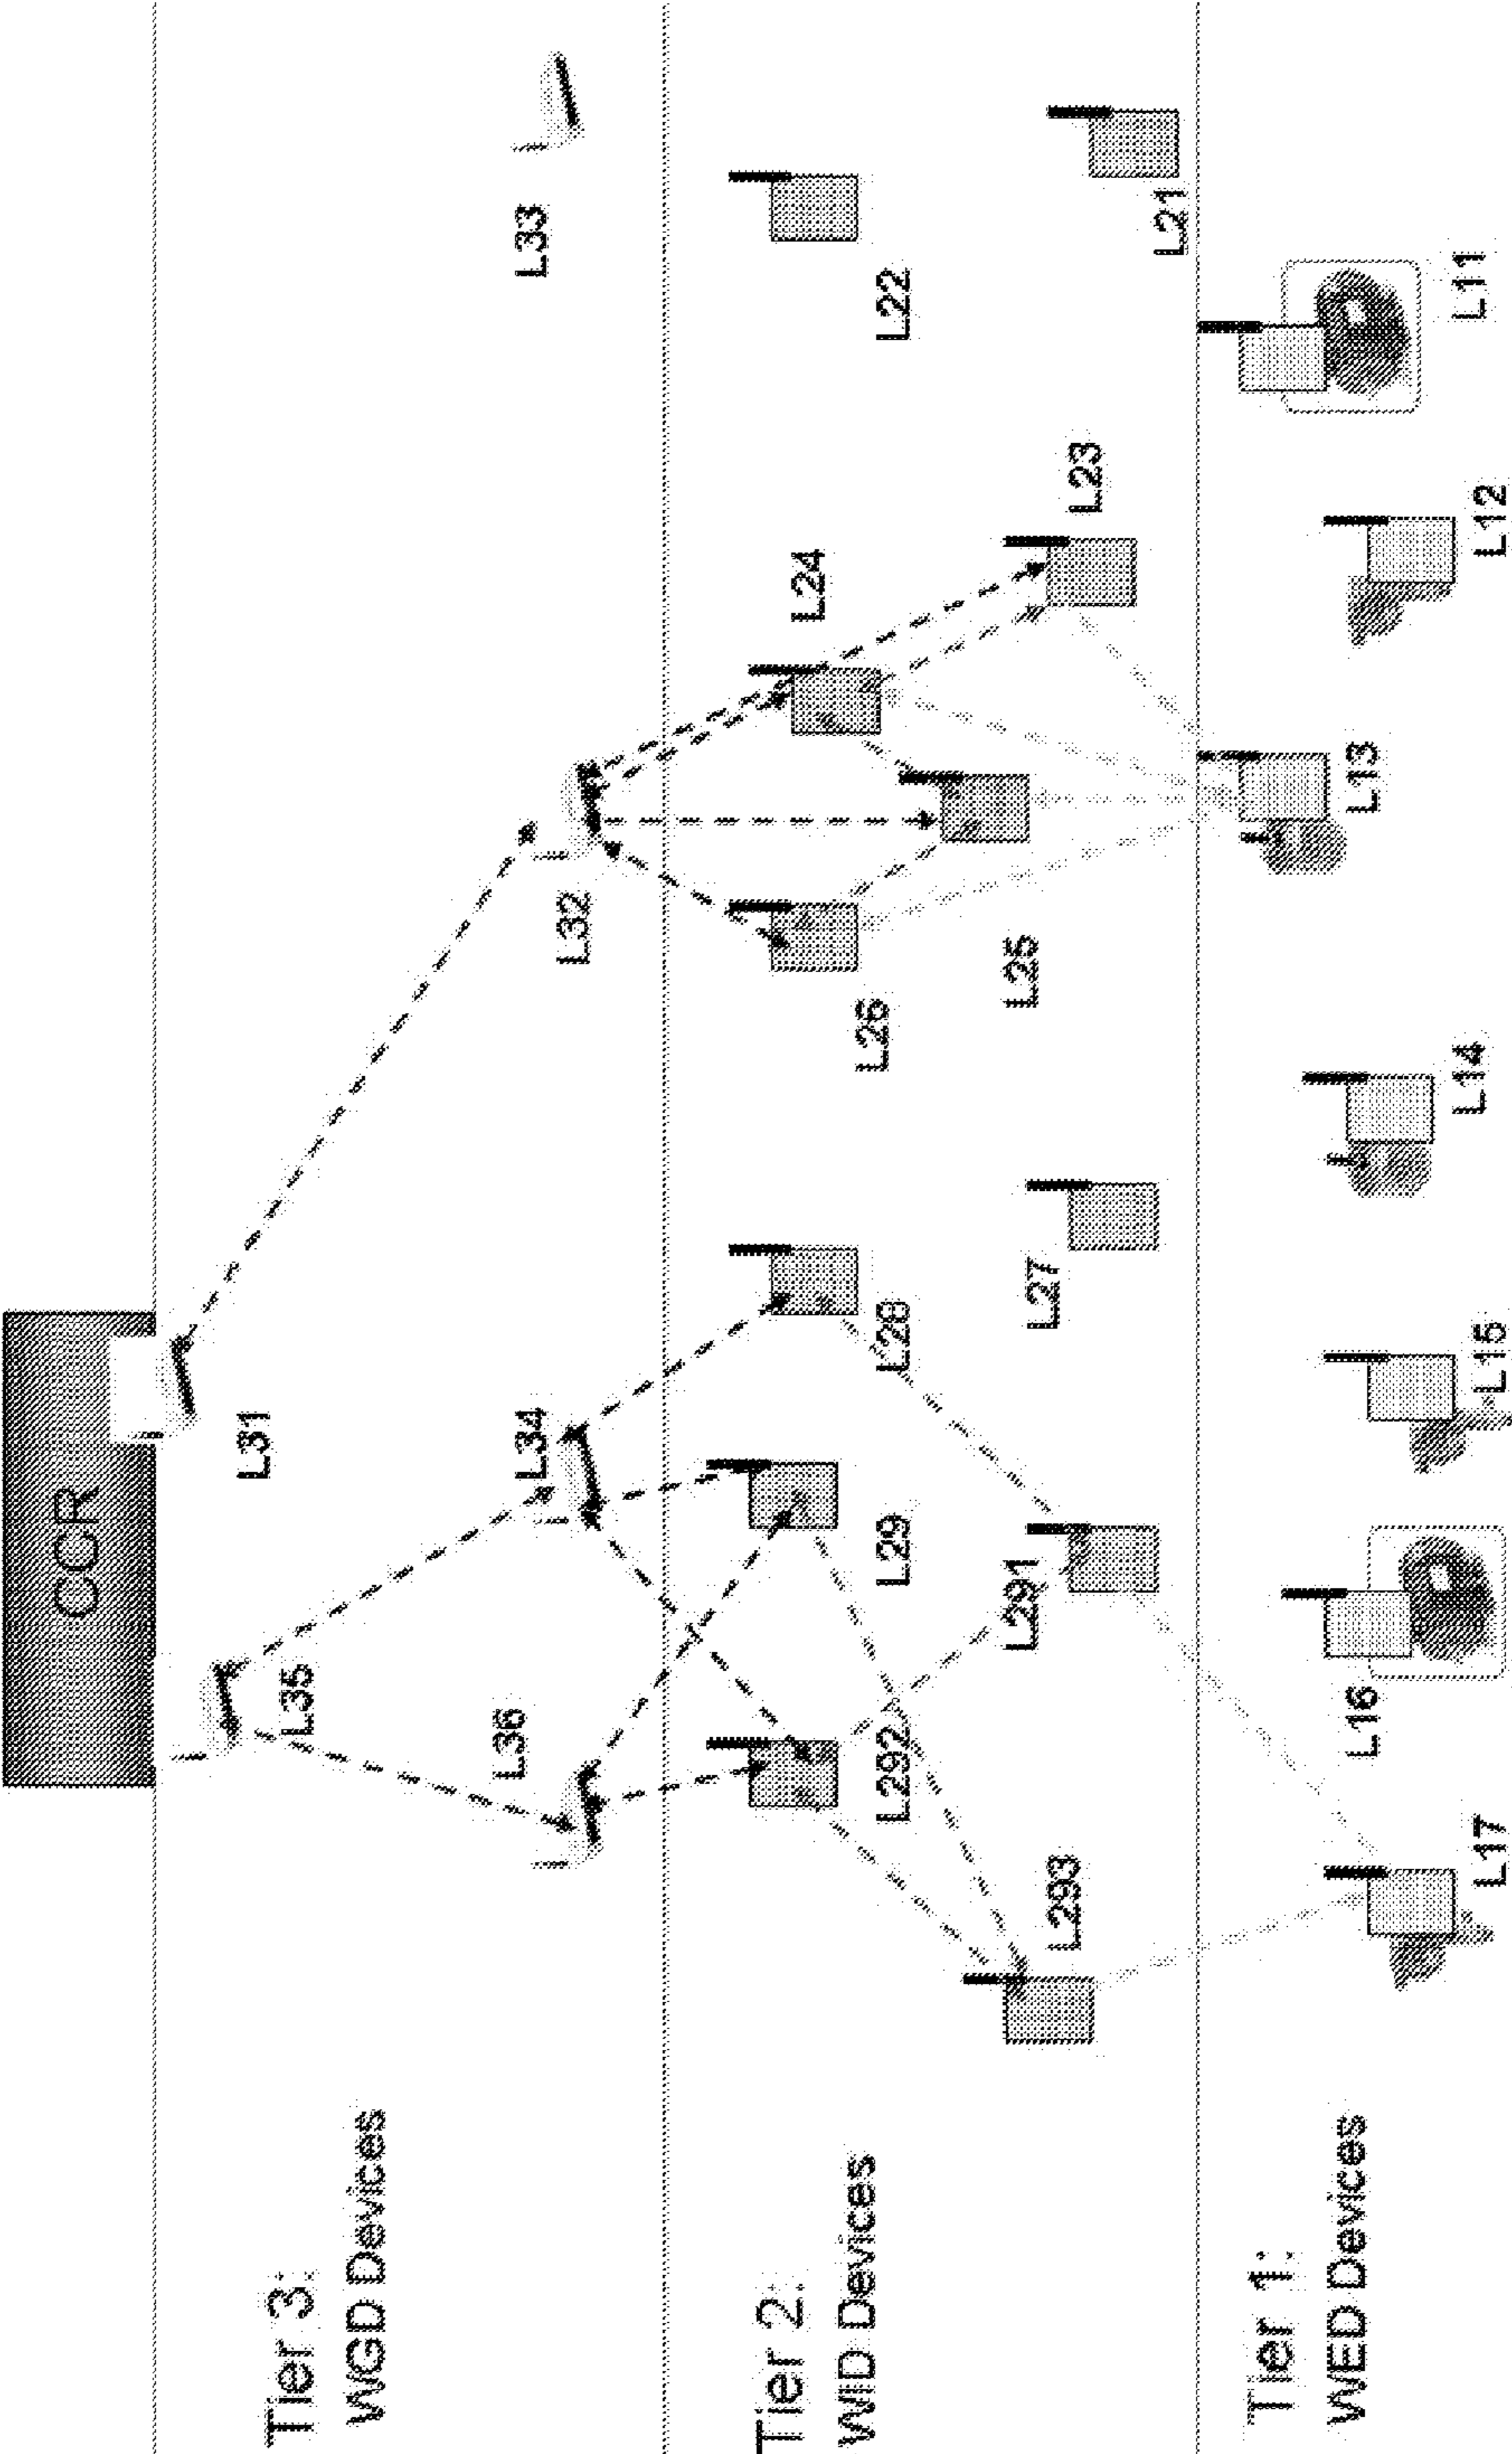 CCR
L31
L35
Tier 3:
WGD Devices
L36
L34
L32
L33
Tier 2:
WID Devices
L292
L29
L28
L26
L24
L22
L293
L291
L27
L25
L23
L21
Tier 1:
WED Devices
L17
L16
L15
L14
L13
L12
L11